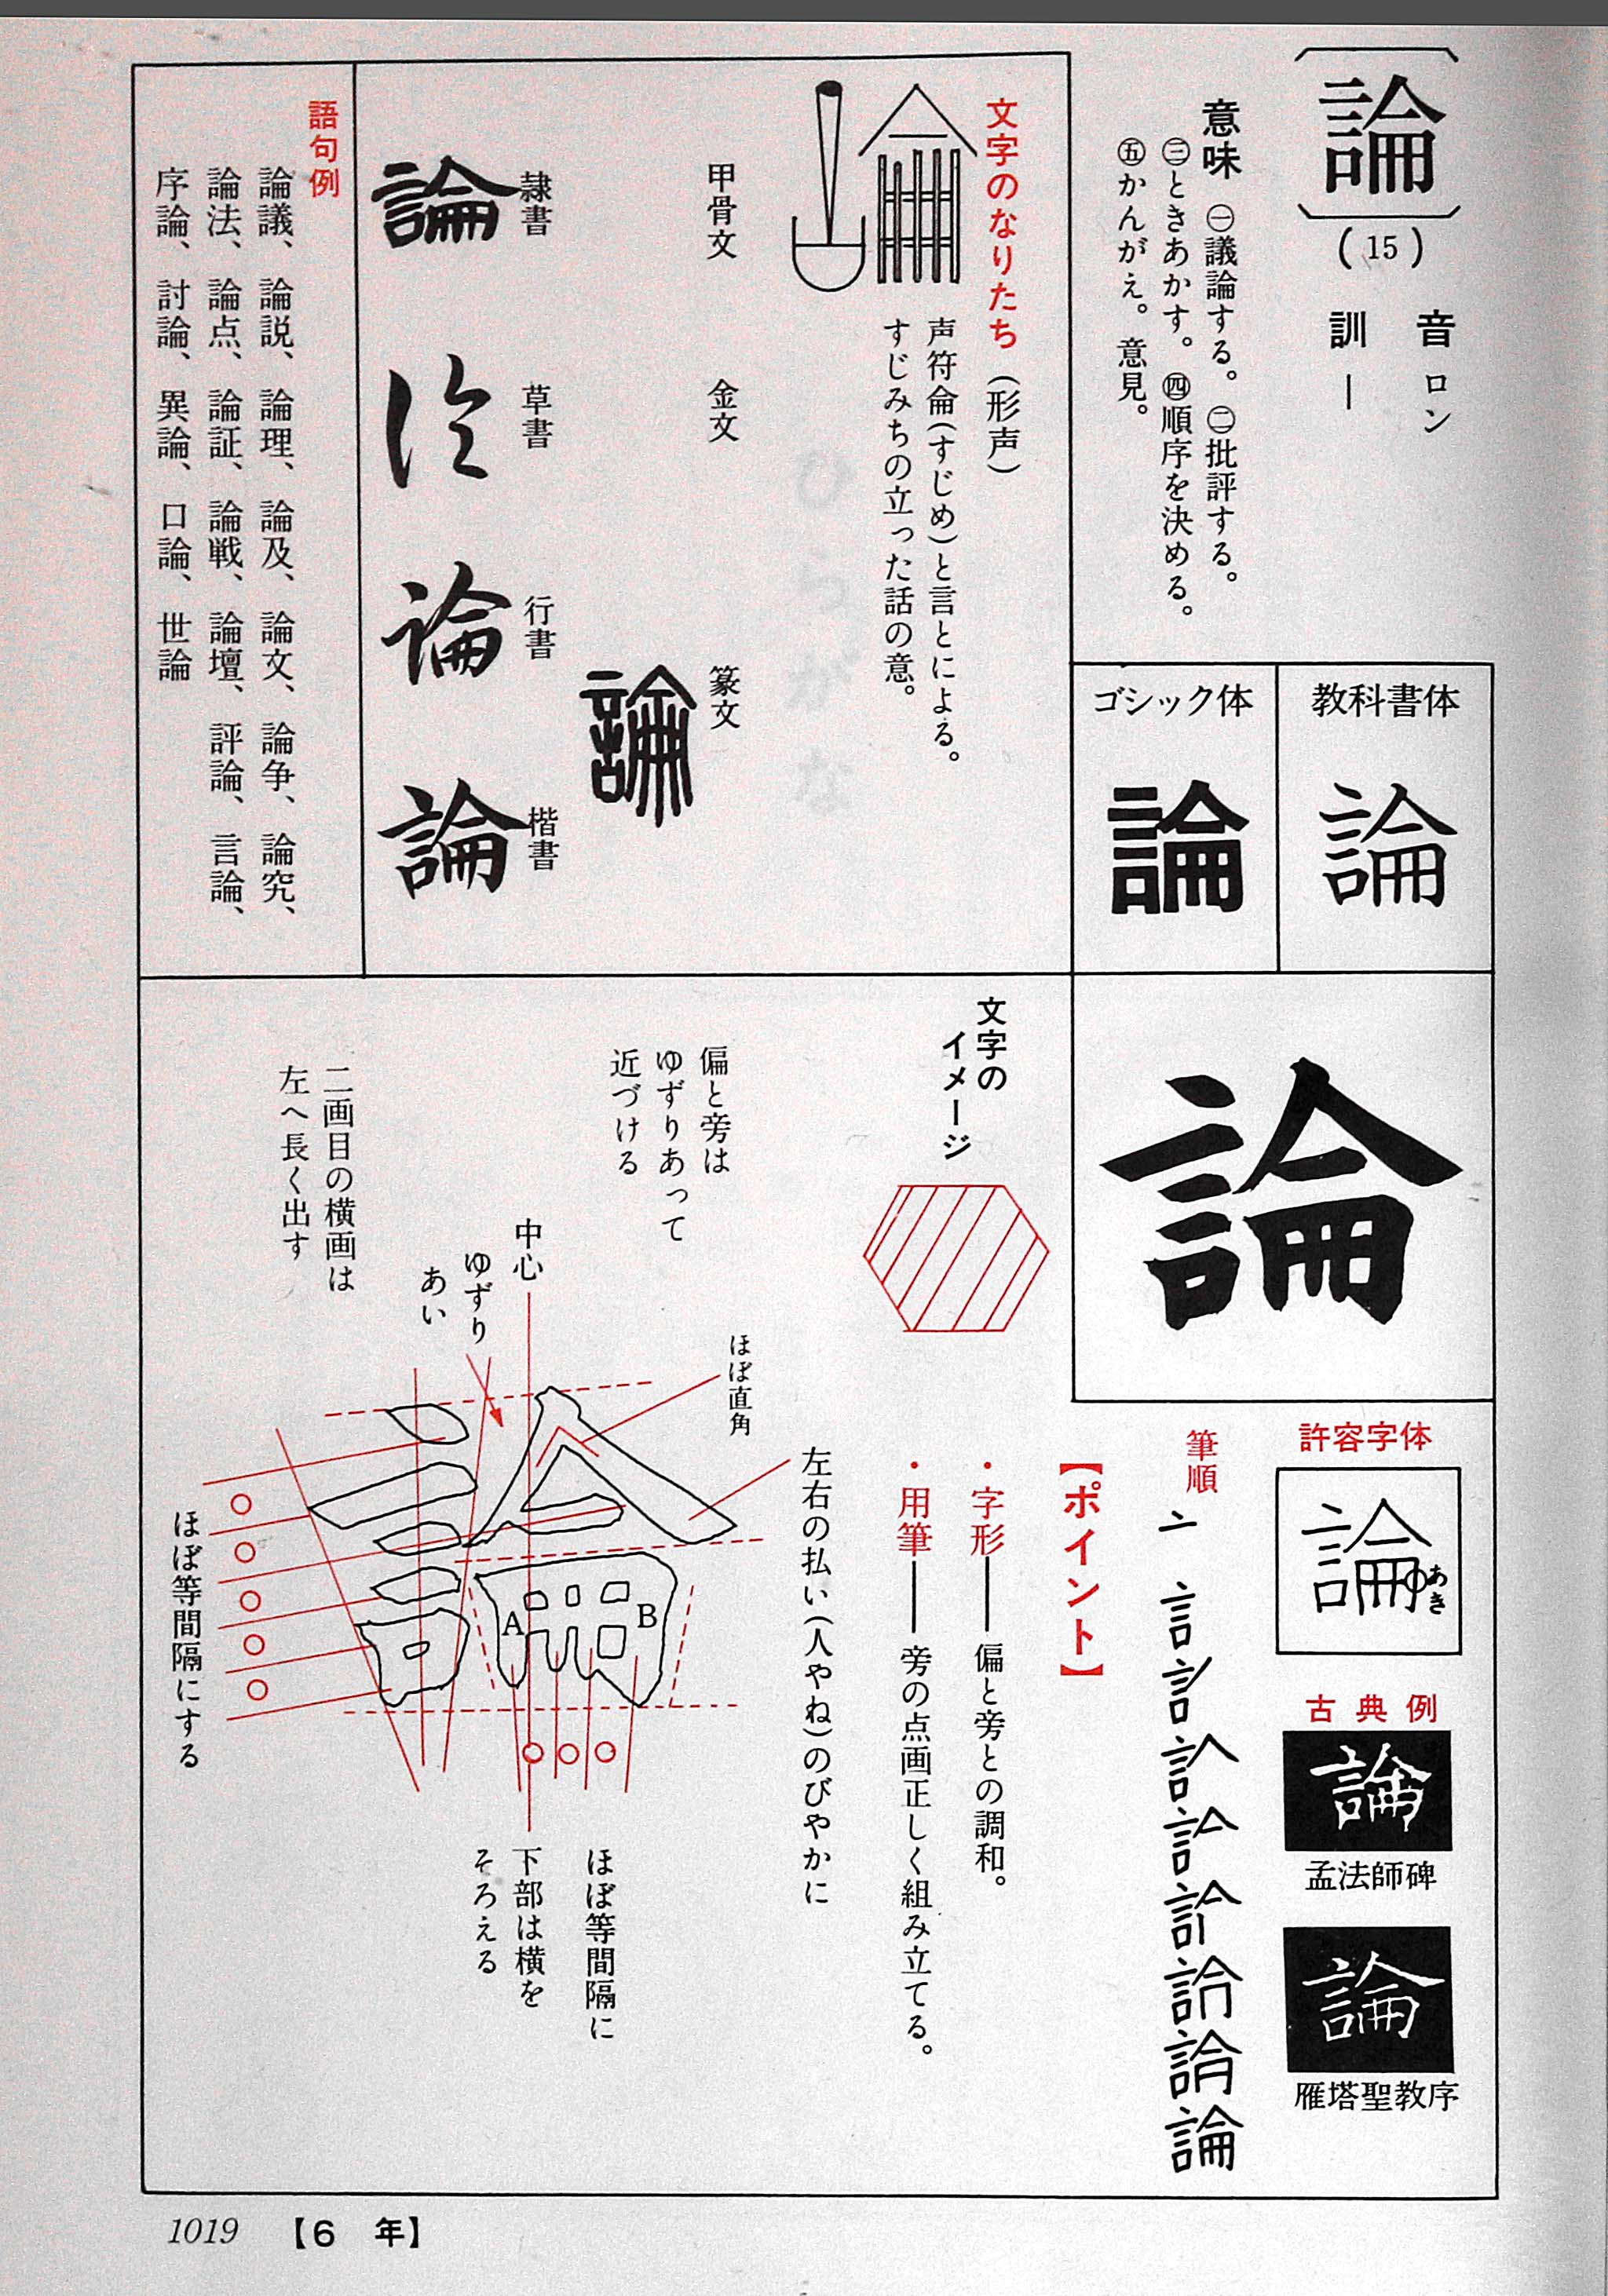 論
(15)
音 ロン
訓 ―
意味 ㊀議論する。㊁批評する。
㊂ときあかす。㊃順序を決める。
㊄かんがえ。意見。
教科書体
論
ゴシック体
論
文字のなりたち(形声)
声符侖(すじめ)と言とによる。
すじみちの立った話の意。
甲骨文
金文
篆文
論
隷書
論
草書
論
行書
論
楷書
論
語句例
論議、論説、論理、論及、論文、論争、論究、
論法、論点、論証、論戦、論壇、評論、言論、
序論、討論、異論、口論、世論
論
許容字体
論
あき
古典例
論
孟法師碑
論
雁塔聖教序
筆順
論
【ポイント】
・字形―偏と旁との調和。
・用筆―旁の点画正しく組み立てる。
文字の
イメージ
左右の払い(人やね)のびやかに
ほぼ直角
偏と旁は
ゆずりあって
近づける
中心
ゆずり
あい
二画目の横画は
左へ長く出す
A
B
ほぼ等間隔に
下部は横を
そろえる
ほぼ等間隔にする
1019 【6 年】